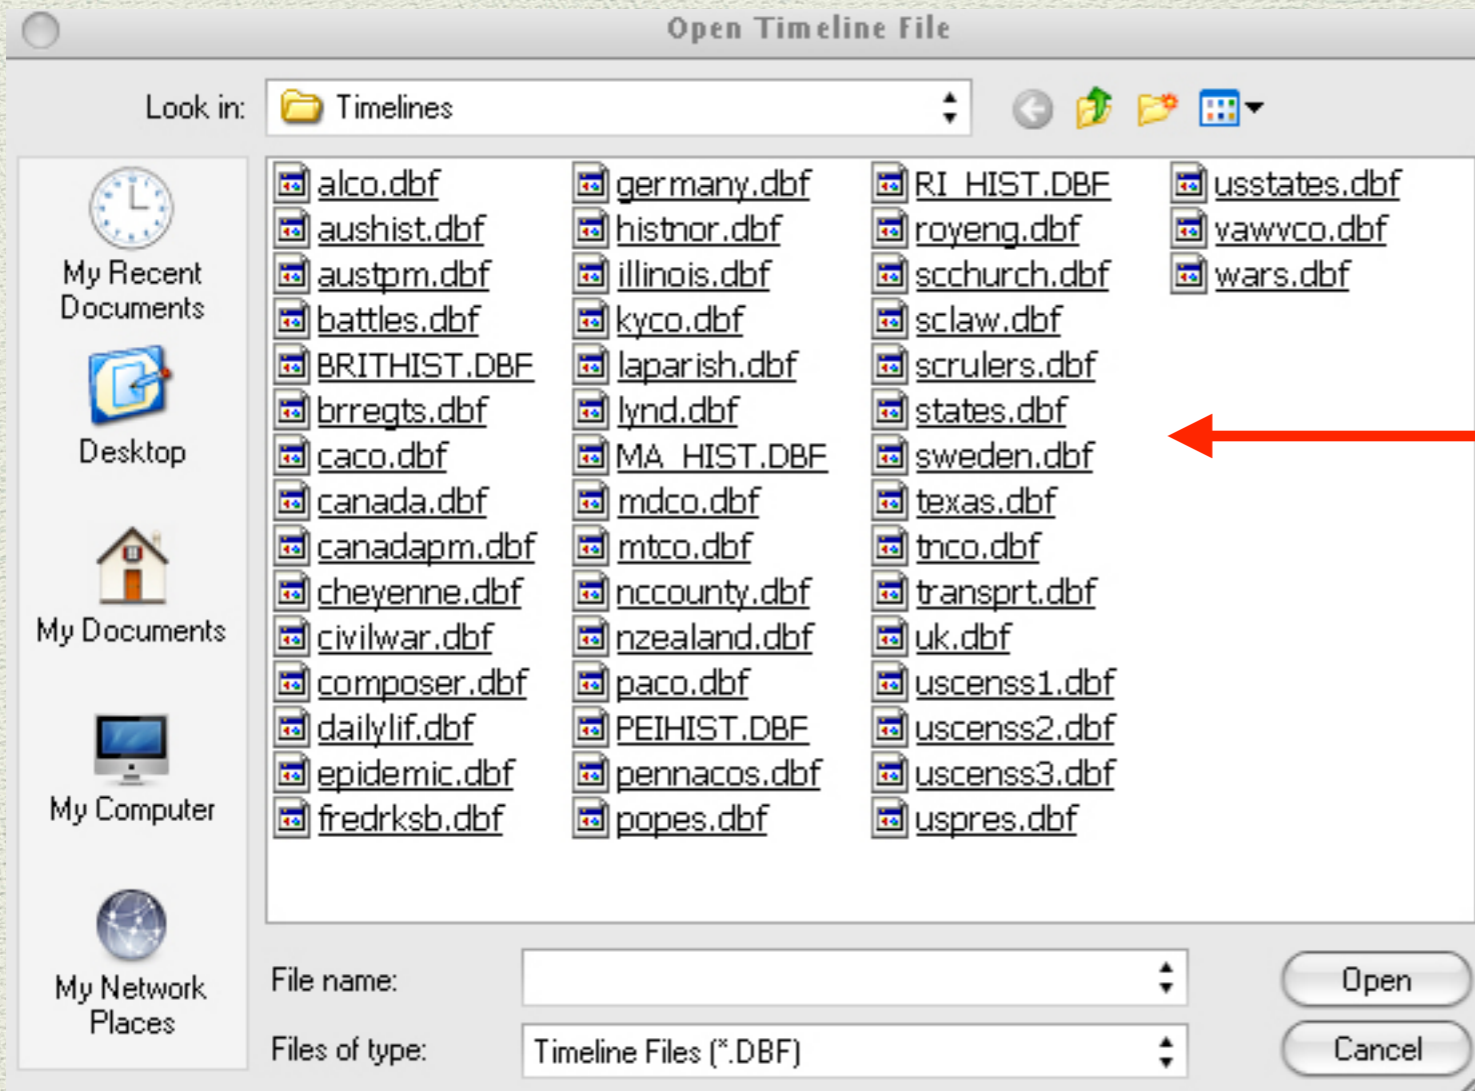 Open Timeline File
Look in:
Timelines
My Recent
Documents
Desktop
My Documents
My Computer
My Network
Places
alco.dbf
aushist.dbf
austpm.dbf
battles.dbf
BRITHIST.DBF
brregts.dbf
caco.dbf
canada.dbf
canadapm.dbf
cheyenne.dbf
civilwar.dbf
composer.dbf
dailylif.dbf
epidemic.dbf
fredrksb.dbf
germany.dbf
histnor.dbf
illinois.dbf
kyco.dbf
laparish.dbf
lynd.dbf
MA_HIST.DBF
mdco.dbf
mtco.dbf
nccounty.dbf
nzealand.dbf
paco.dbf
PEIHIST.DBF
pennacos.dbf
popes.dbf
RI_HIST.DBF
royeng.dbf
scchurch.dbf
sclaw.dbf
scrulers.dbf
states.dbf
sweden.dbf
texas.dbf
tnco.dbf
transprt.dbf
uk.dbf
uscenss1.dbf
uscenss2.dbf
uscenss3.dbf
uspres.dbf
usstates.dbf
vawvco.dbf
wars.dbf
File name:
Open
Files of type:
Timeline Files (*.DBF)
Cancel